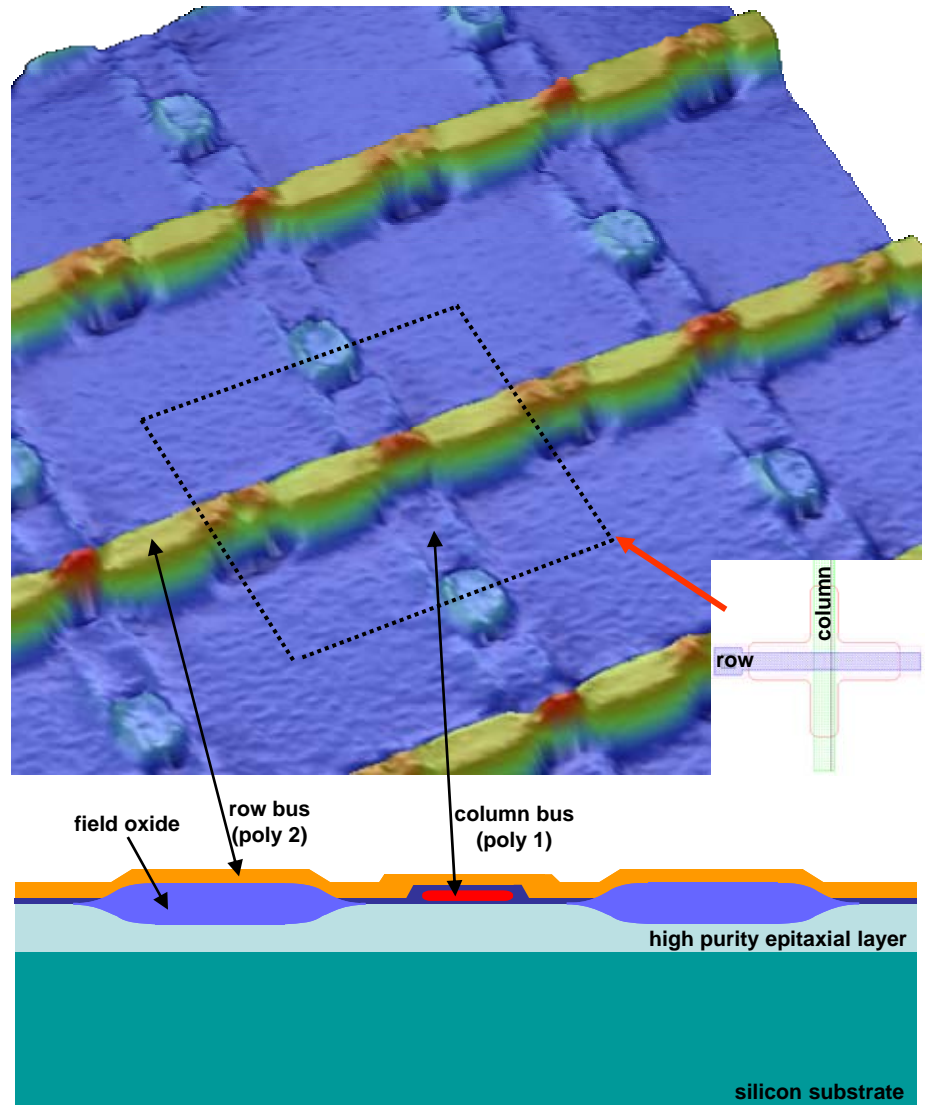 column
row
row bus
(poly 2)
column bus
(poly 1)
field oxide
high purity epitaxial layer
silicon substrate